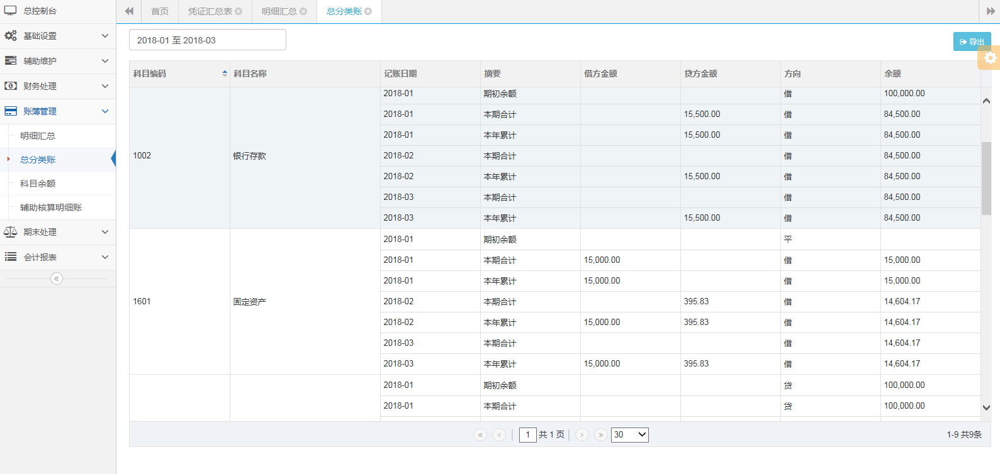 总控制台
基础设置
辅助维护
财务处理
账簿管理
明细汇总
总分类账
科目余额
辅助核算明细账
期末处理
会计报表
首页 凭证汇总表 明细汇总 总分类账
2018-01 至 2018-03
导出
科目编码 科目名称 记账日期 摘要 借方金额 贷方金额 方向 余额
2018-01 期初余额 借 100,000.00
2018-01 本期合计 15,500.00 借 84,500.00
2018-01 本年累计 15,500.00 借 84,500.00
1002 银行存款 2018-02 本期合计 借 84,500.00
2018-02 本年累计 15,500.00 借 84,500.00
2018-03 本期合计 借 84,500.00
2018-03 本年累计 15,500.00 借 84,500.00
2018-01 期初余额 平
2018-01 本期合计 15,000.00 借 15,000.00
2018-01 本年累计 15,000.00 借 15,000.00
1601 固定资产 2018-02 本期合计 395.83 借 14,604.17
2018-02 本年累计 15,000.00 395.83 借 14,604.17
2018-03 本期合计 借 14,604.17
2018-03 本年累计 15,000.00 395.83 借 14,604.17
2018-01 期初余额 贷 100,000.00
2018-01 本期合计 贷 100,000.00
1 共 1 页 30 1-9 共9条